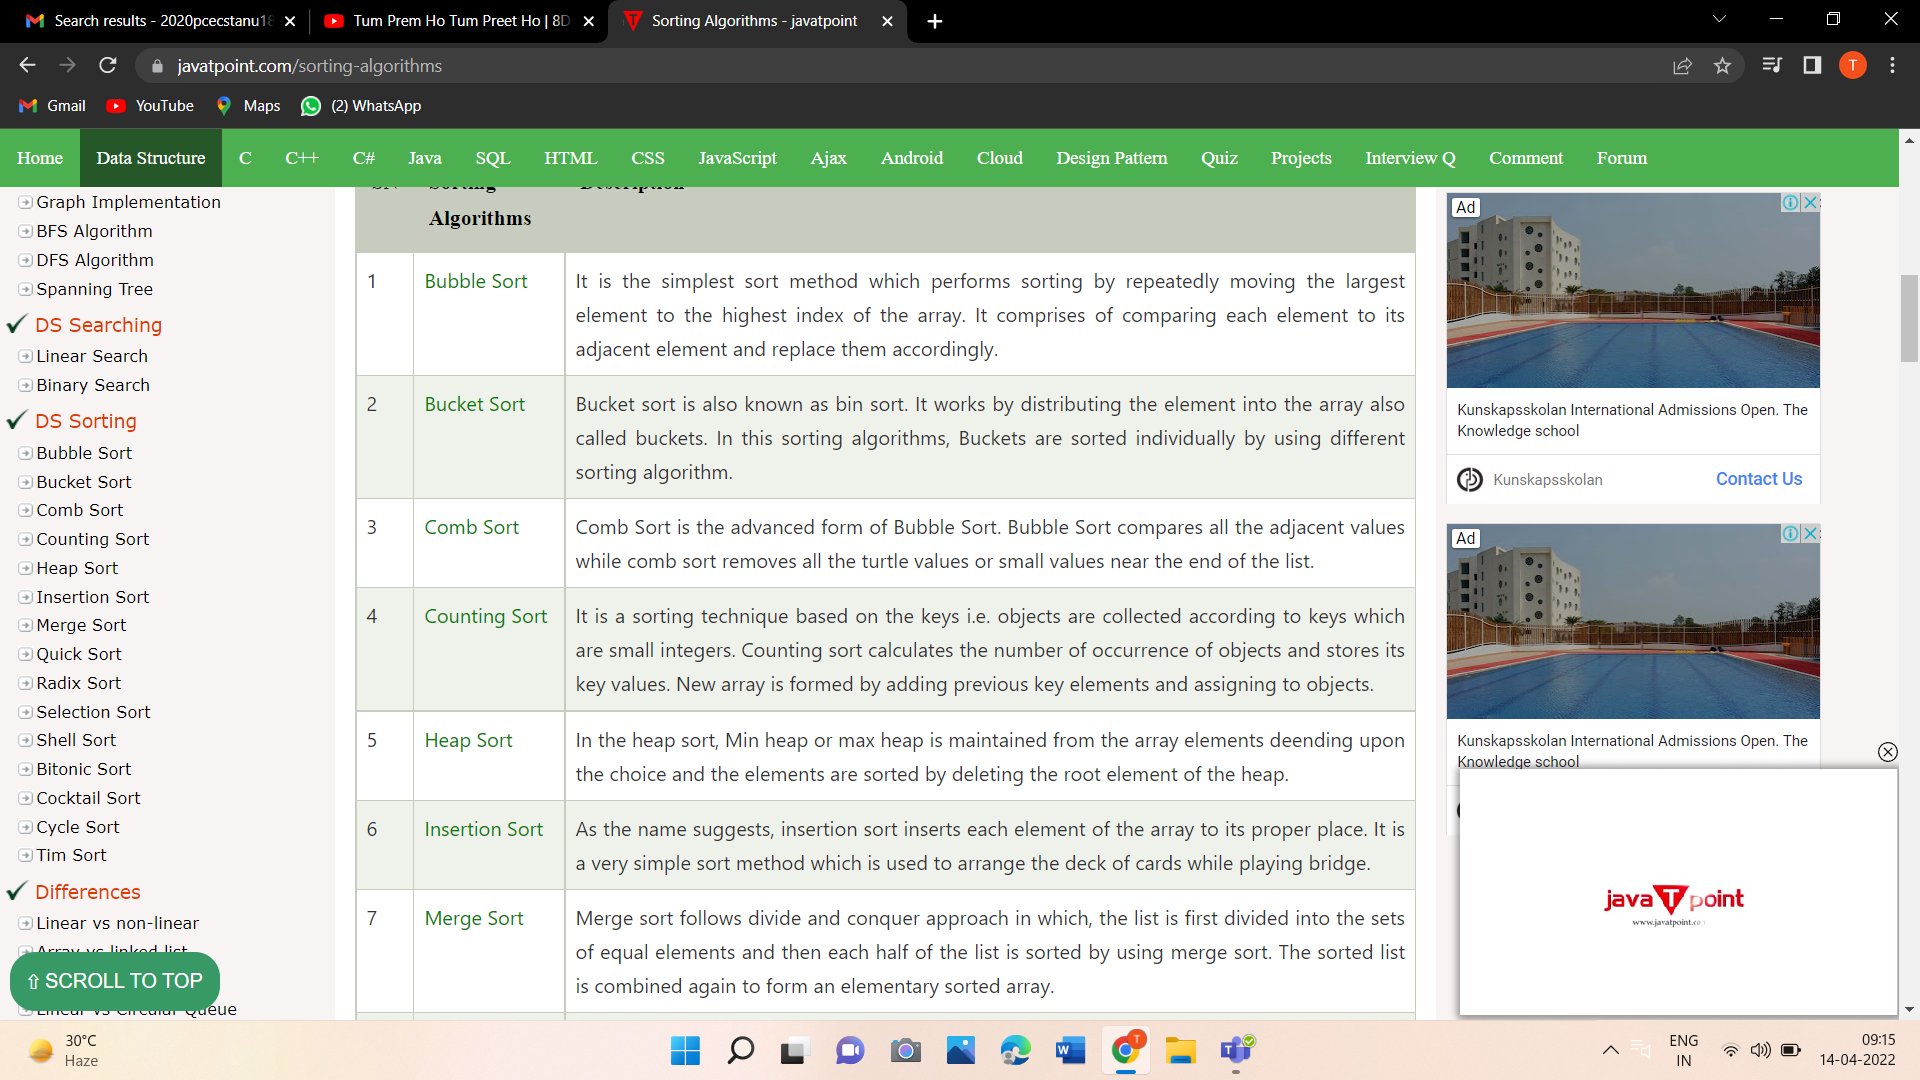 Search results - 2020pcecstanu18
Tum Prem Ho Tum Preet Ho | 8D
Sorting Algorithms - javatpoint
javatpoint.com/sorting-algorithms
T
Gmail
YouTube
Maps
(2) WhatsApp
Home
Data Structure
C
C++
C#
Java
SQL
HTML
CSS
JavaScript
Ajax
Android
Cloud
Design Pattern
Quiz
Projects
Interview Q
Comment
Forum
Graph Implementation
BFS Algorithm
DFS Algorithm
Spanning Tree
DS Searching
Linear Search
Binary Search
DS Sorting
Bubble Sort
Bucket Sort
Comb Sort
Counting Sort
Heap Sort
Insertion Sort
Merge Sort
Quick Sort
Radix Sort
Selection Sort
Shell Sort
Bitonic Sort
Cocktail Sort
Cycle Sort
Tim Sort
Differences
Linear vs non-linear
Array vs linked list
⇧ SCROLL TO TOP
Linear vs Circular Queue
SN Sorting Description
Algorithms
1 Bubble Sort It is the simplest sort method which performs sorting by repeatedly moving the largest
element to the highest index of the array. It comprises of comparing each element to its
adjacent element and replace them accordingly.
2 Bucket Sort Bucket sort is also known as bin sort. It works by distributing the element into the array also
called buckets. In this sorting algorithms, Buckets are sorted individually by using different
sorting algorithm.
3 Comb Sort Comb Sort is the advanced form of Bubble Sort. Bubble Sort compares all the adjacent values
while comb sort removes all the turtle values or small values near the end of the list.
4 Counting Sort It is a sorting technique based on the keys i.e. objects are collected according to keys which
are small integers. Counting sort calculates the number of occurrence of objects and stores its
key values. New array is formed by adding previous key elements and assigning to objects.
5 Heap Sort In the heap sort, Min heap or max heap is maintained from the array elements deending upon
the choice and the elements are sorted by deleting the root element of the heap.
6 Insertion Sort As the name suggests, insertion sort inserts each element of the array to its proper place. It is
a very simple sort method which is used to arrange the deck of cards while playing bridge.
7 Merge Sort Merge sort follows divide and conquer approach in which, the list is first divided into the sets
of equal elements and then each half of the list is sorted by using merge sort. The sorted list
is combined again to form an elementary sorted array.
Ad
Kunskapsskolan International Admissions Open. The
Knowledge school
Kunskapsskolan
Contact Us
Ad
Kunskapsskolan International Admissions Open. The
Knowledge school
java T point
www.javatpoint.co
30°C
Haze
ENG
IN
09:15
14-04-2022